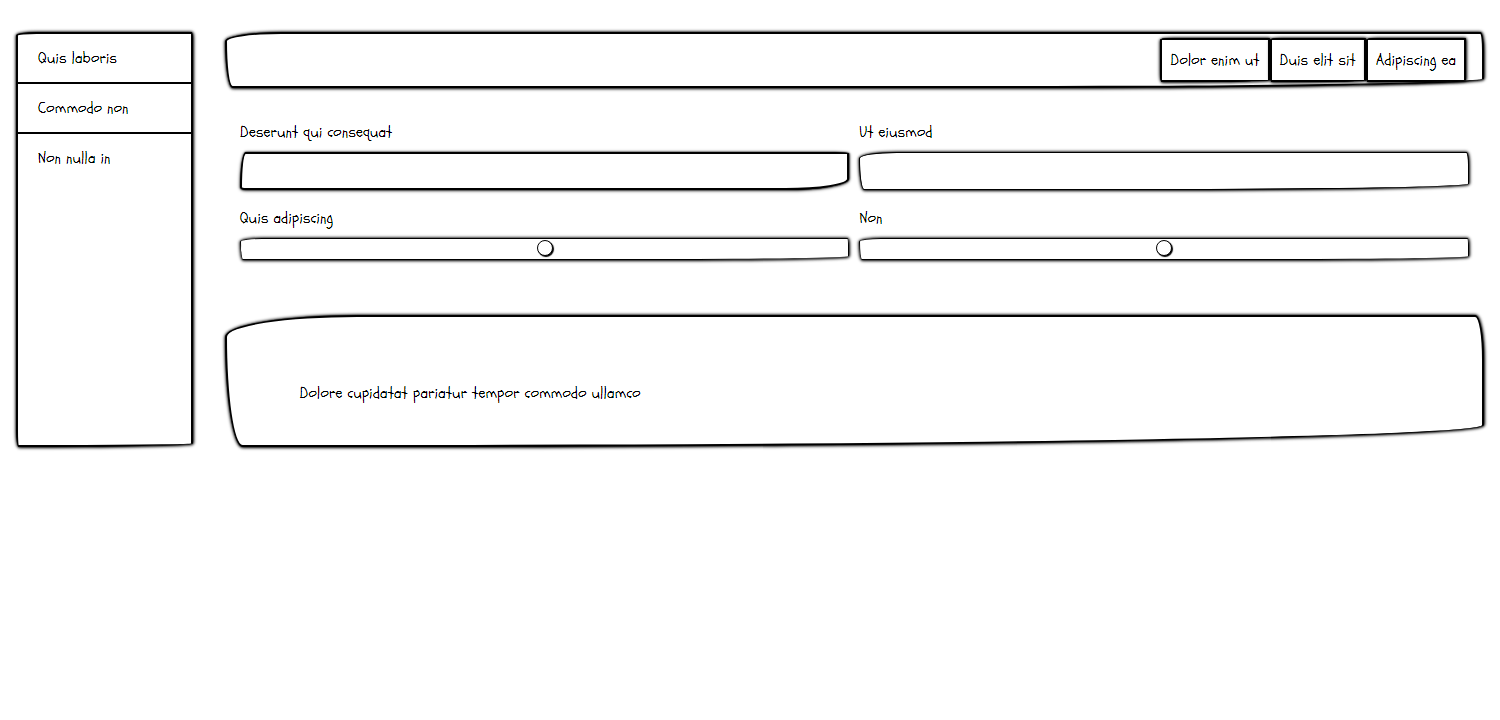 Quis laboris
Commodo non
Non nulla in
Dolor enim ut
Duis elit sit
Adipiscing ea
Deserunt qui consequat
Ut eiusmod
Quis adipiscing
Non
Dolore cupidatat pariatur tempor commodo ullamco